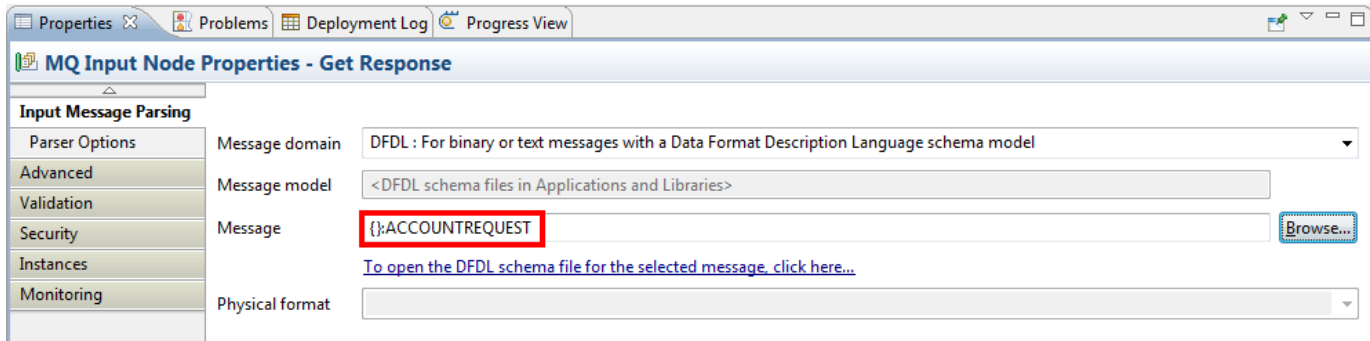 Properties Problems Deployment Log Progress View
MQ Input Node Properties - Get Response
Input Message Parsing
Parser Options
Advanced
Validation
Security
Instances
Monitoring
Message domain DFDL : For binary or text messages with a Data Format Description Language schema model
Message model <DFDL schema files in Applications and Libraries>
Message {}:ACCOUNTREQUEST Browse...
To open the DFDL schema file for the selected message, click here...
Physical format